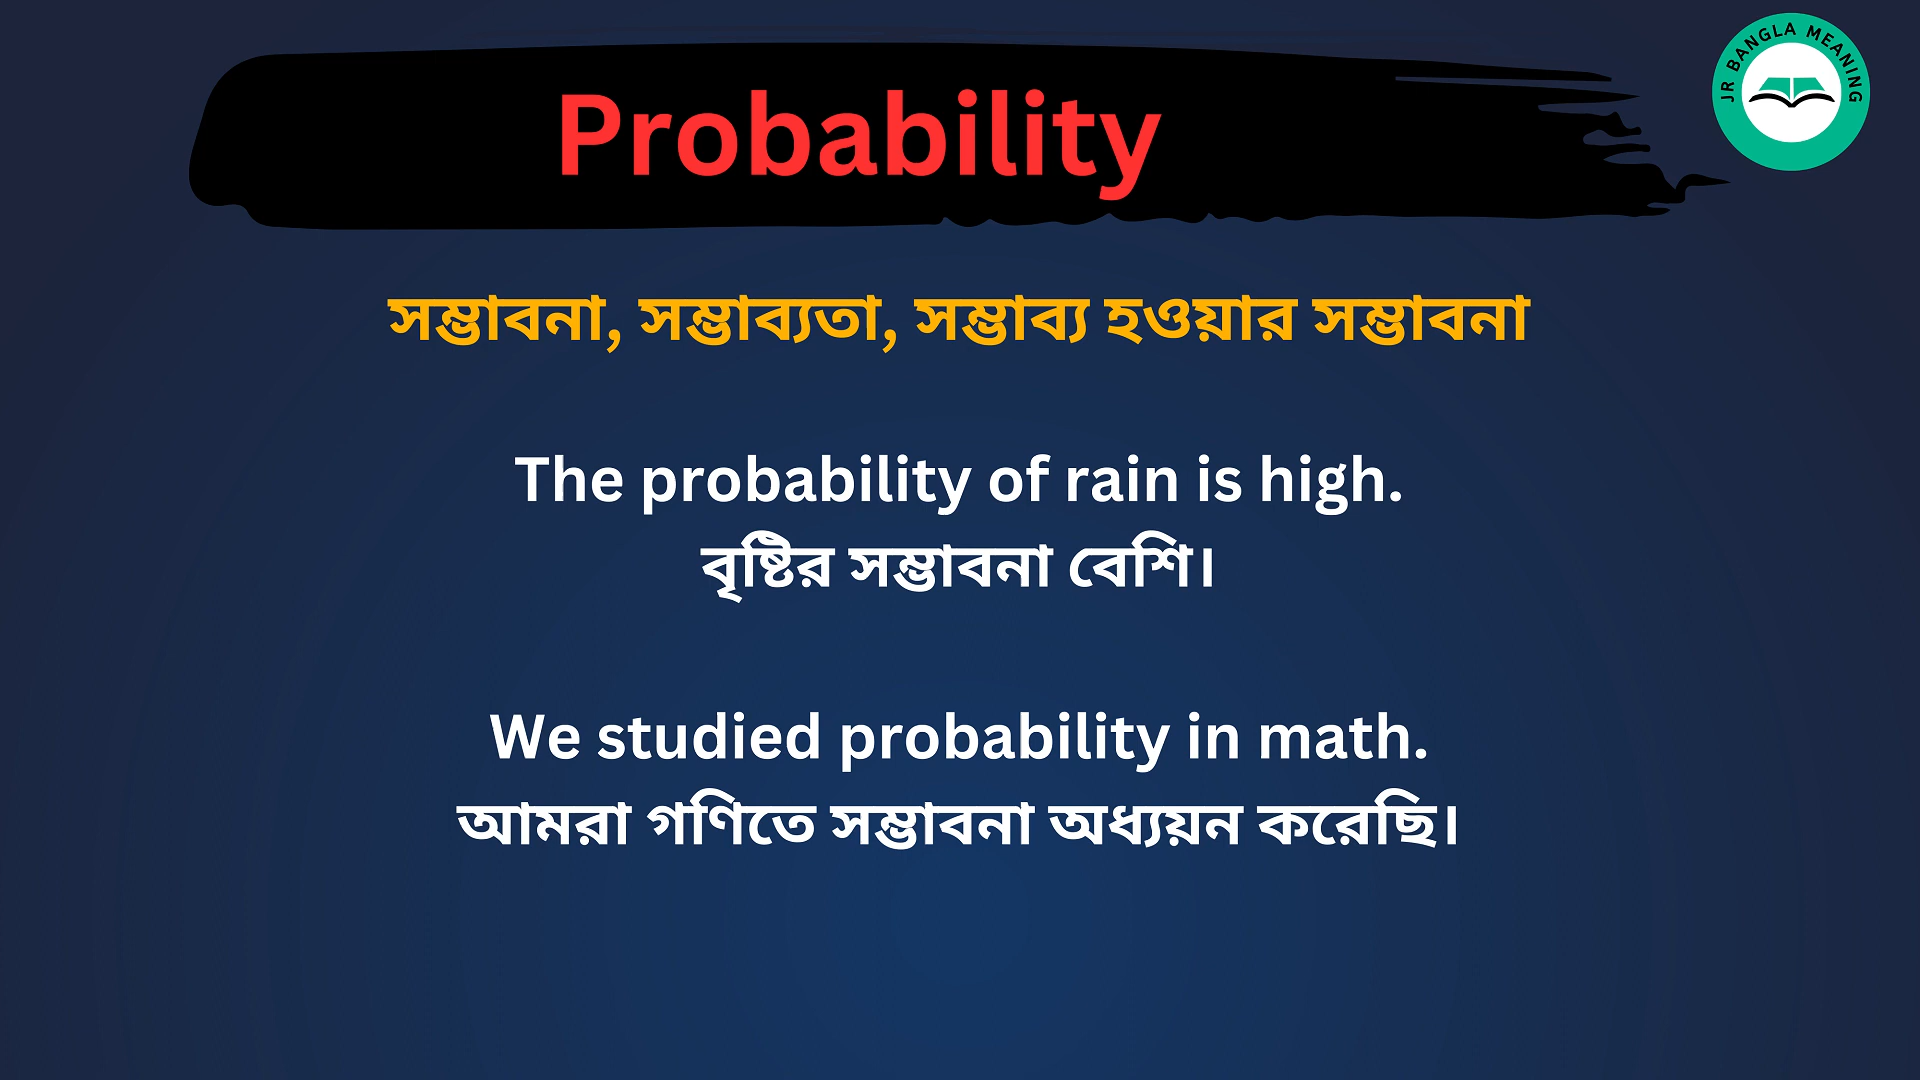 Probability
JR BANGLA MEANING
সম্ভাবনা, সম্ভাব্যতা, সম্ভাব্য হওয়ার সম্ভাবনা
The probability of rain is high.
বৃষ্টির সম্ভাবনা বেশি।
We studied probability in math.
আমরা গণিতে সম্ভাবনা অধ্যয়ন করেছি।